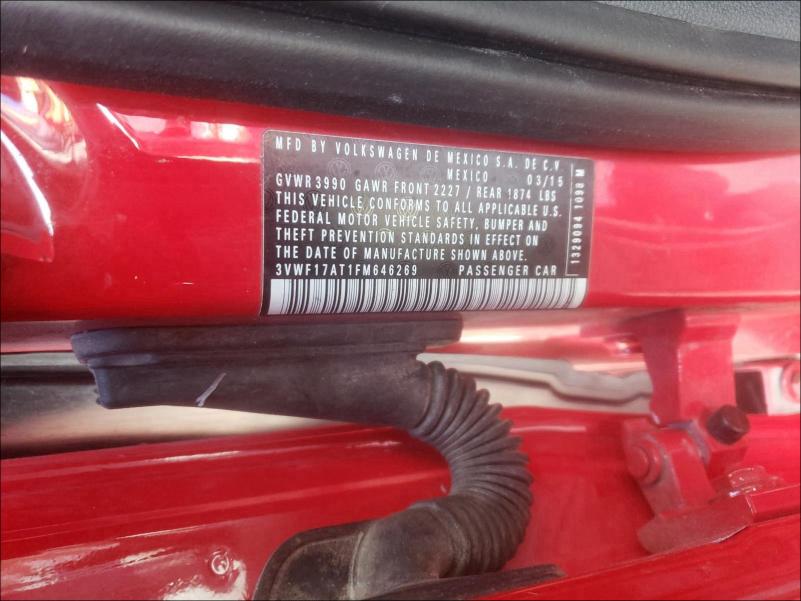 MFD BY VOLKSWAGEN DE MEXICO S.A. DE C.V
MEXICO 03/15
GVWR 3990 GAWR FRONT 2227 / REAR 1874 LBS
THIS VEHICLE CONFORMS TO ALL APPLICABLE U.S.
FEDERAL MOTOR VEHICLE SAFETY, BUMPER AND
THEFT PREVENTION STANDARDS IN EFFECT ON
THE DATE OF MANUFACTURE SHOWN ABOVE.
3VWF17AT1FM646269 PASSENGER CAR
1329094 1098 M